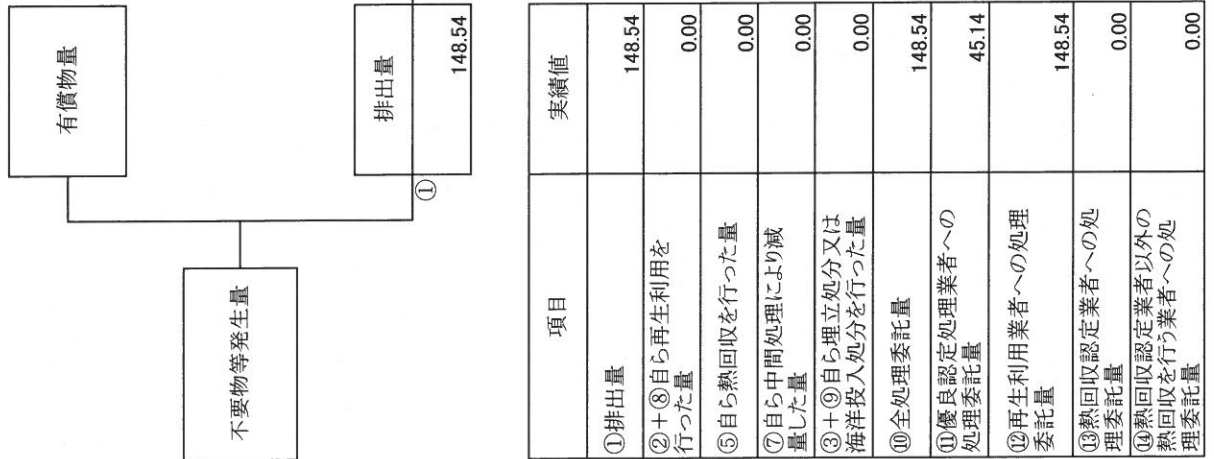 不要物等発生量
有償物量
排出量
①
148.54
項目
実績値
①排出量
148.54
②+⑧自ら再生利用を
行った量
0.00
⑤自ら熱回収を行った量
0.00
⑦自ら中間処理により減
量した量
0.00
③+⑨自ら埋立処分又は
海洋投入処分を行った量
0.00
⑩全処理委託量
148.54
⑪優良認定処理業者への
処理委託量
45.14
⑫再生利用業者への処理
委託量
148.54
⑬熱回収認定業者への処
理委託量
0.00
⑭熱回収認定業者以外の
熱回収を行う業者への処
理委託量
0.00